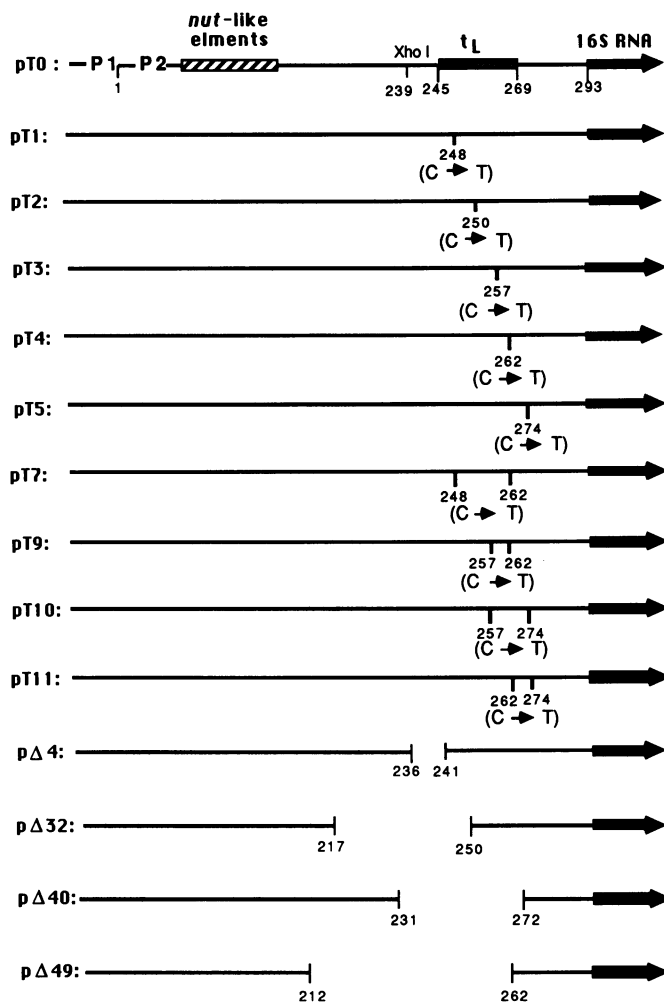 nut-like
elments
Xho I
tL
16S RNA
pT0 :
P 1
P 2
1
239
245
269
293
pT1:
248
(C → T)
pT2:
250
(C → T)
pT3:
257
(C → T)
pT4:
262
(C → T)
pT5:
274
(C → T)
pT7:
248 262
(C → T)
pT9:
257 262
(C → T)
pT10:
257 274
(C → T)
pT11:
262 274
(C → T)
pΔ4:
236 241
pΔ32:
217 250
pΔ40:
231 272
pΔ49:
212 262